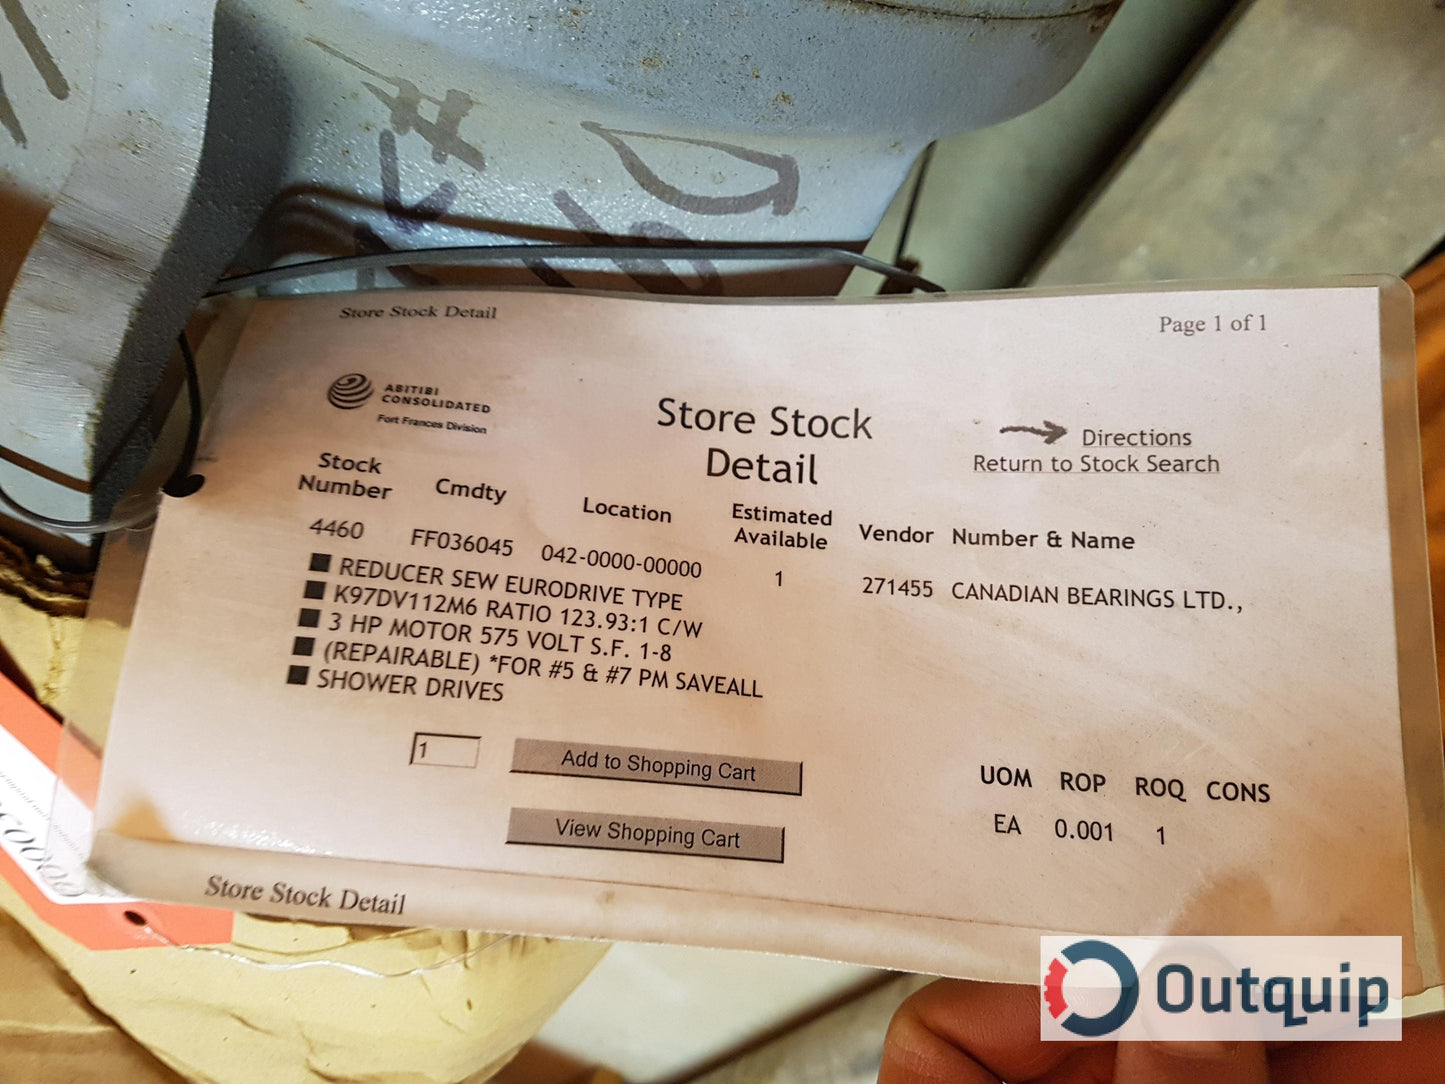 Store Stock Detail
Page 1 of 1
ABITIBI
CONSOLIDATED
Fort Frances Division
Store Stock
Detail
Directions
Return to Stock Search
Stock Number Cmdty Location Estimated Available Vendor Number & Name
4460 FF036045 042-0000-00000 1 271455 CANADIAN BEARINGS LTD.,
REDUCER SEW EURODRIVE TYPE
K97DV112M6 RATIO 123.93:1 C/W
3 HP MOTOR 575 VOLT S.F. 1-8
(REPAIRABLE) *FOR #5 & #7 PM SAVEALL
SHOWER DRIVES
1 Add to Shopping Cart
View Shopping Cart
UOM ROP ROQ CONS
EA 0.001 1
Store Stock Detail
Outquip